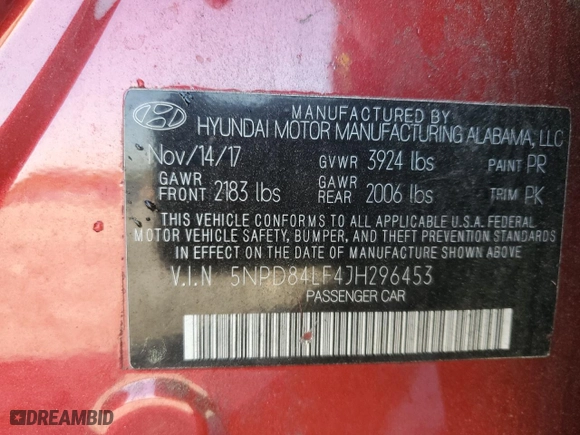 MANUFACTURED BY
HYUNDAI MOTOR MANUFACTURING ALABAMA, LLC
Nov/14/17 GVWR 3924 lbs PAINT PR
GAWR FRONT 2183 lbs GAWR REAR 2006 lbs TRIM PK
THIS VEHICLE CONFORMS TO ALL APPLICABLE U.S.A. FEDERAL
MOTOR VEHICLE SAFETY, BUMPER, AND THEFT PREVENTION STANDARDS
IN EFFECT ON THE DATE OF MANUFACTURE SHOWN ABOVE
V.I.N 5NPD84LF4JH296453
PASSENGER CAR
DREAMBID